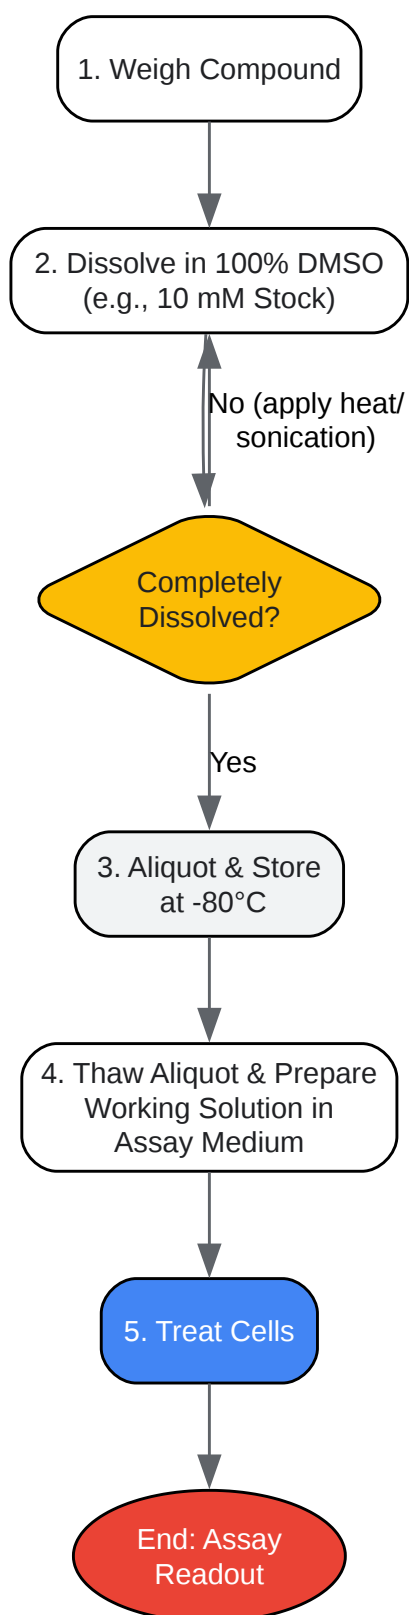 1. Weigh Compound
2. Dissolve in 100% DMSO
(e.g., 10 mM Stock)
No (apply heat/
sonication)
Completely
Dissolved?
Yes
3. Aliquot & Store
at -80°C
4. Thaw Aliquot & Prepare
Working Solution in
Assay Medium
5. Treat Cells
End: Assay
Readout